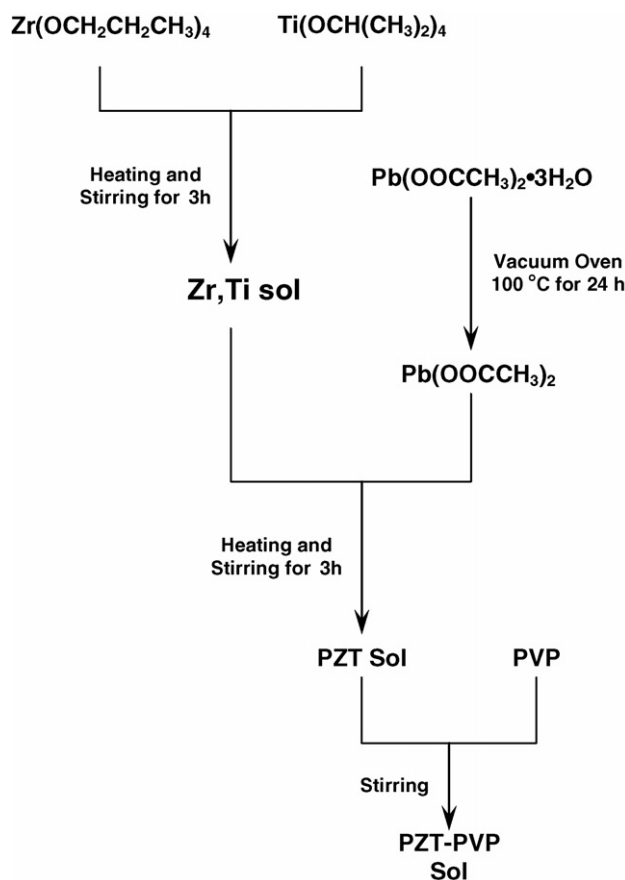 Zr(OCH₂CH₂CH₃)₄
Ti(OCH(CH₃)₂)₄
Heating and
Stirring for 3h
Pb(OOCCH₃)₂•3H₂O
Zr,Ti sol
Vacuum Oven
100 °C for 24 h
Pb(OOCCH₃)₂
Heating and
Stirring for 3h
PZT Sol
PVP
Stirring
PZT-PVP
Sol